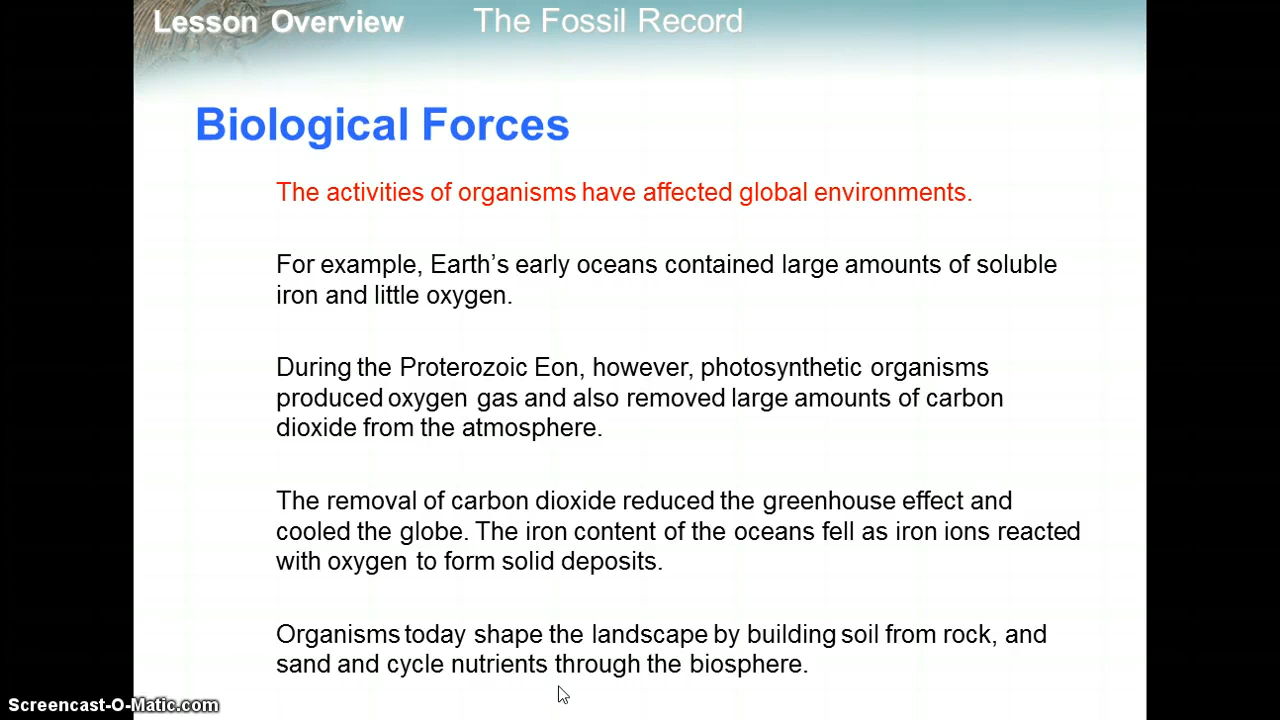 Lesson Overview The Fossil Record
Biological Forces
The activities of organisms have affected global environments.
For example, Earth’s early oceans contained large amounts of soluble
iron and little oxygen.
During the Proterozoic Eon, however, photosynthetic organisms
produced oxygen gas and also removed large amounts of carbon
dioxide from the atmosphere.
The removal of carbon dioxide reduced the greenhouse effect and
cooled the globe. The iron content of the oceans fell as iron ions reacted
with oxygen to form solid deposits.
Organisms today shape the landscape by building soil from rock, and
sand and cycle nutrients through the biosphere.
Screencast-O-Matic.com